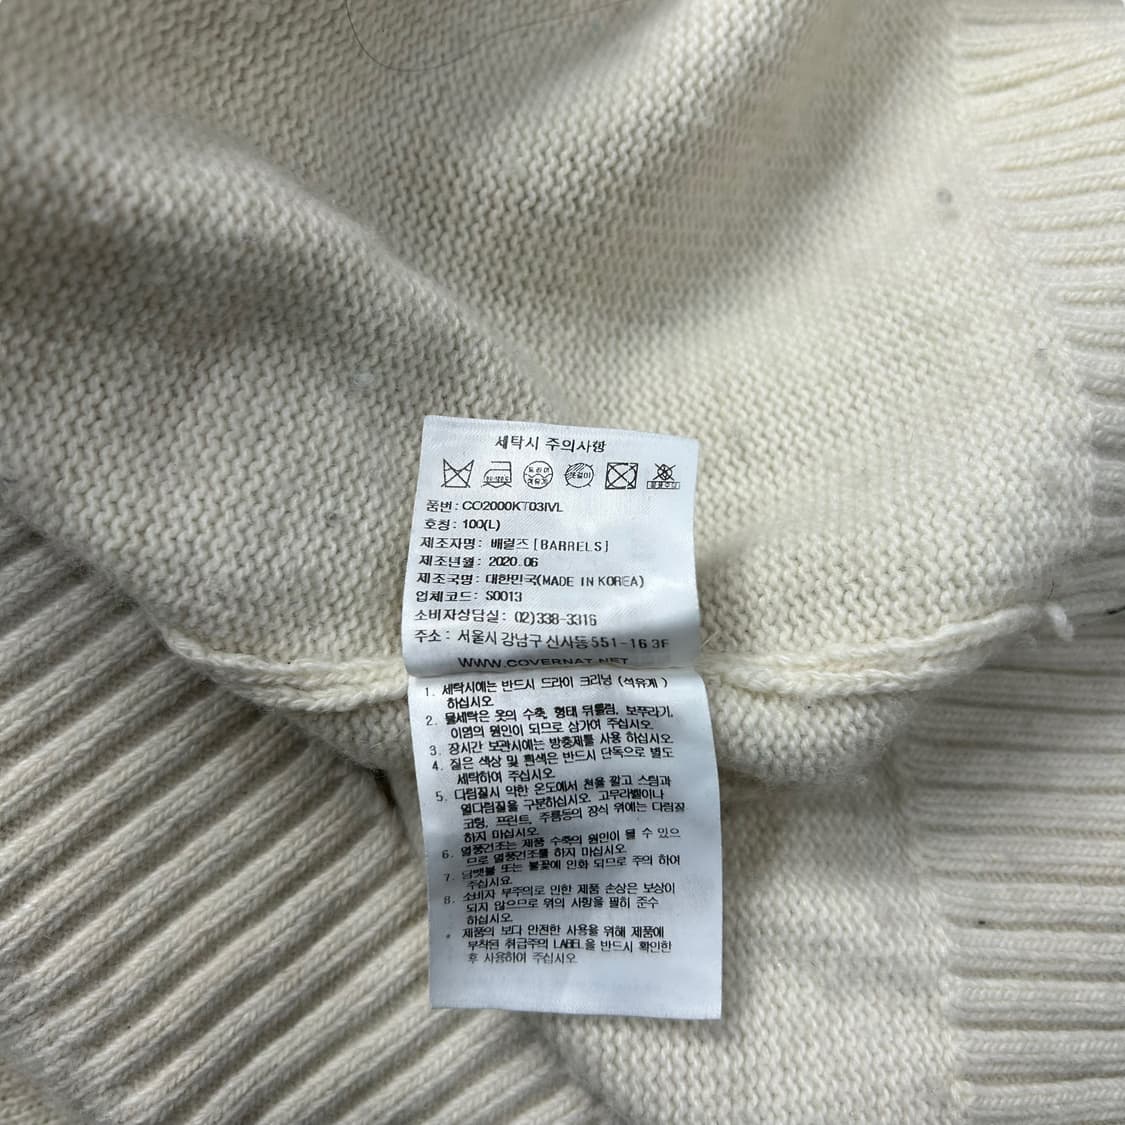 세탁시 주의사항
드라이
석유계
손짤이
품번: CO2000KT03IVL
호칭: 100(L)
제조자명: 배럴즈[BARRELS]
제조년월: 2020.06
제조국명: 대한민국(MADE IN KOREA)
업체코드: S0013
소비자상담실: 02)338-3316
주소: 서울시 강남구 신사동 551-16 3F
WWW.COVERNAT.NET
1. 세탁시에는 반드시 드라이 크리닝 (석유계)
하십시오.
2. 물세탁은 옷의 수축, 형태 뒤틀림, 보푸라기,
이염의 원인이 되므로 삼가여 주십시오.
3. 장시간 보관시에는 방충제를 사용 하십시오.
4. 짙은 색상 및 흰색은 반드시 단독으로 별도
세탁하여 주십시오.
5. 다림질시 약한 온도에서 천을 깔고 스팀과
열다림질을 구분하십시오. 고무라벨이나
코팅, 프린트, 주름등의 장식 위에는 다림질
하지 마십시오.
6. 열풍건조는 제품 수축의 원인이 될 수 있으
므로 열풍건조를 하지 마십시오.
7. 담뱃불 또는 불꽃에 인화 되므로 주의 하여
주십시요.
8. 소비자 부주의로 인한 제품 손상은 보상이
되지 않으므로 위의 사항을 필히 준수
하십시오.
* 제품의 보다 안전한 사용을 위해 제품에
부착된 취급주의 LABEL을 반드시 확인한
후 사용하여 주십시오.